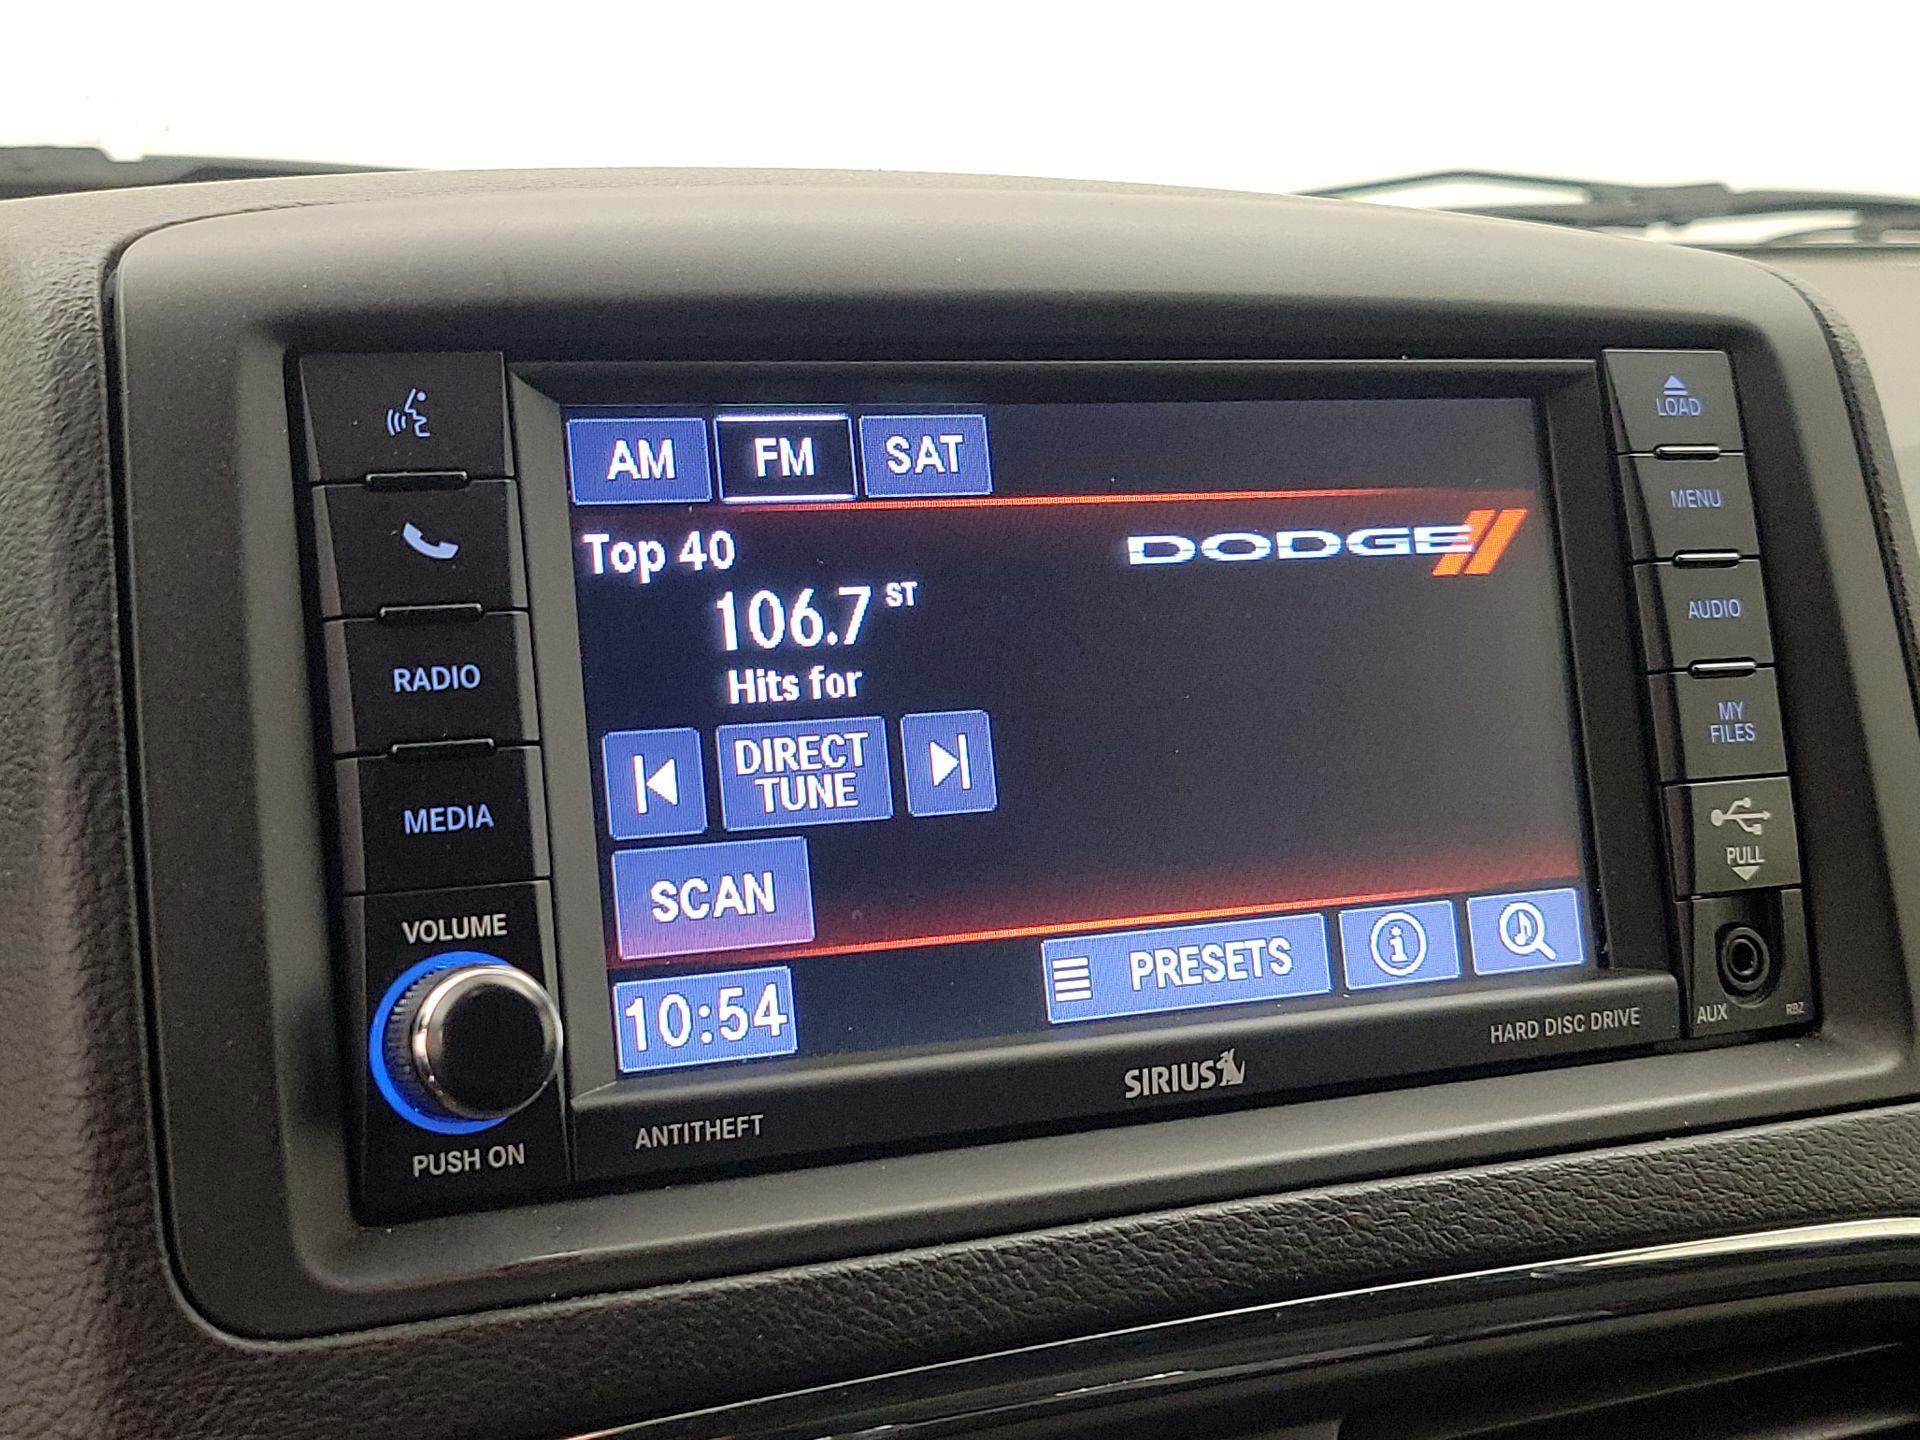 AM FM SAT
Top 40
DODGE
106.7 ST
Hits for
DIRECT
TUNE
SCAN
10:54
PRESETS
RADIO
MEDIA
VOLUME
PUSH ON
ANTITHEFT
SIRIUS
HARD DISC DRIVE
LOAD
MENU
AUDIO
MY
FILES
PULL
AUX
RBZ